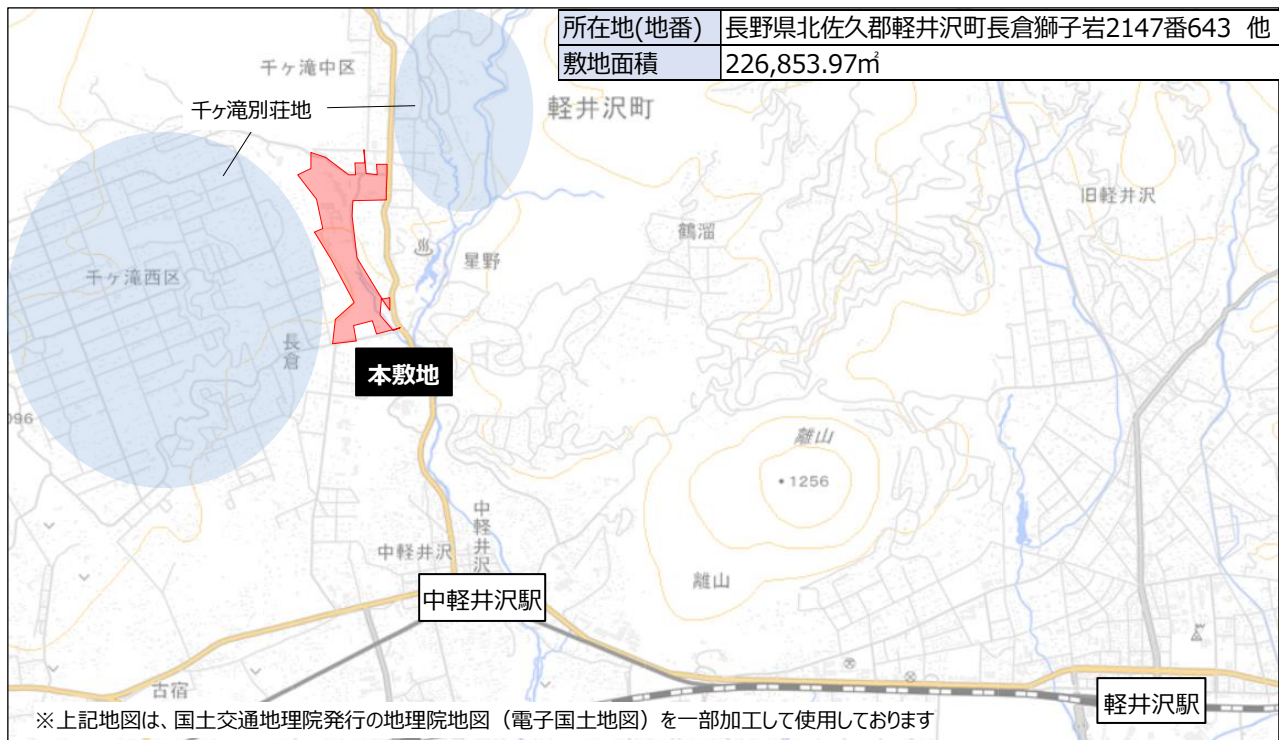 所在地(地番) 長野県北佐久郡軽井沢町長倉獅子岩2147番643 他
敷地面積 226,853.97㎡
千ヶ滝中区
千ヶ滝別荘地
軽井沢町
旧軽井沢
鶴溜
星野
千ヶ滝西区
長倉
本敷地
096
離山
・1256
中軽井沢
中軽井沢
離山
中軽井沢駅
古宿
軽井沢駅
※上記地図は、国土交通地理院発行の地理院地図（電子国土地図）を一部加工して使用しております